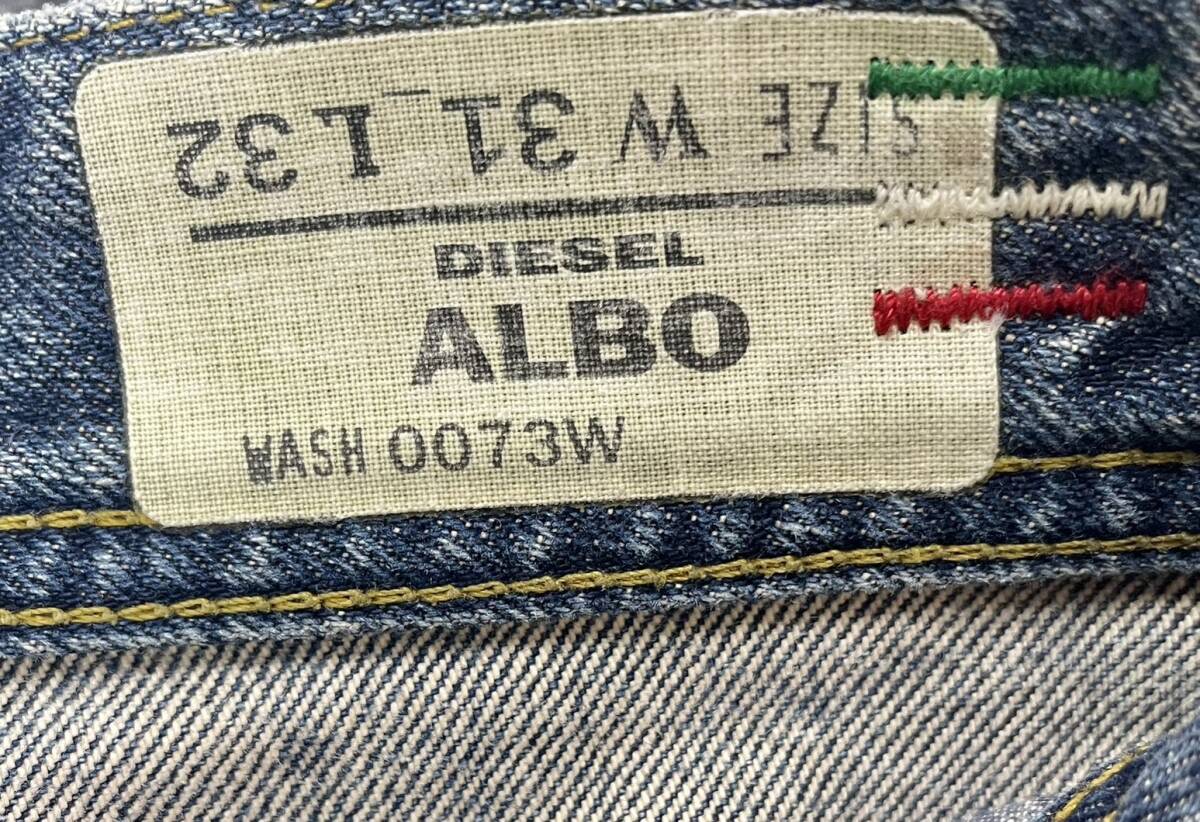 SIZE W 31 L 32
DIESEL
ALBO
WASH 0073W